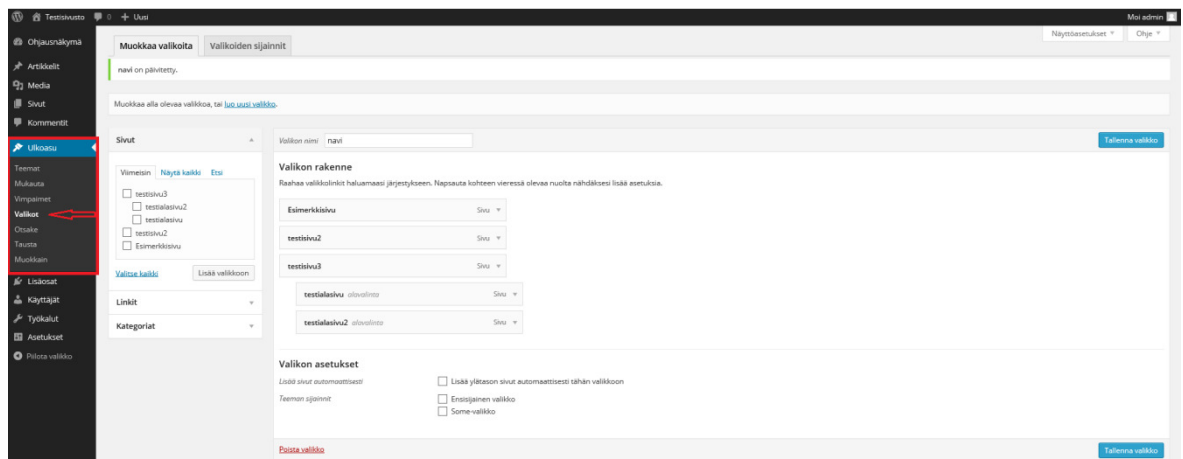 Testisivusto 0 + Uusi Moi admin
Näyttöasetukset Ohje
Ohjausnäkymä
Artikkelit
Media
Sivut
Kommentit
Ulkoasu
Teemat
Mukauta
Vimpaimet
Valikot
Otsake
Tausta
Muokkain
Lisäosat
Käyttäjät
Työkalut
Asetukset
Piilota valikko
Muokkaa valikoita Valikoiden sijainnit
navi on päivitetty.
Muokkaa alla olevaa valikkoa, tai luo uusi valikko.
Sivut
Viimeisin Näytä kaikki Etsi
testisivu3
testialasivu2
testialasivu
testisivu2
Esimerkkisivu
Valitse kaikki Lisää valikkoon
Linkit
Kategoriat
Valikon nimi navi Tallenna valikko
Valikon rakenne
Raahaa valikkolinkit haluamaasi järjestykseen. Napsauta kohteen vieressä olevaa nuolta nähdäksesi lisää asetuksia.
Esimerkkisivu Sivu
testisivu2 Sivu
testisivu3 Sivu
testialasivu alavalinta Sivu
testialasivu2 alavalinta Sivu
Valikon asetukset
Lisää sivut automaattisesti Lisää ylätason sivut automaattisesti tähän valikkoon
Teeman sijainnit Ensisijainen valikko
Some-valikko
Poista valikko Tallenna valikko